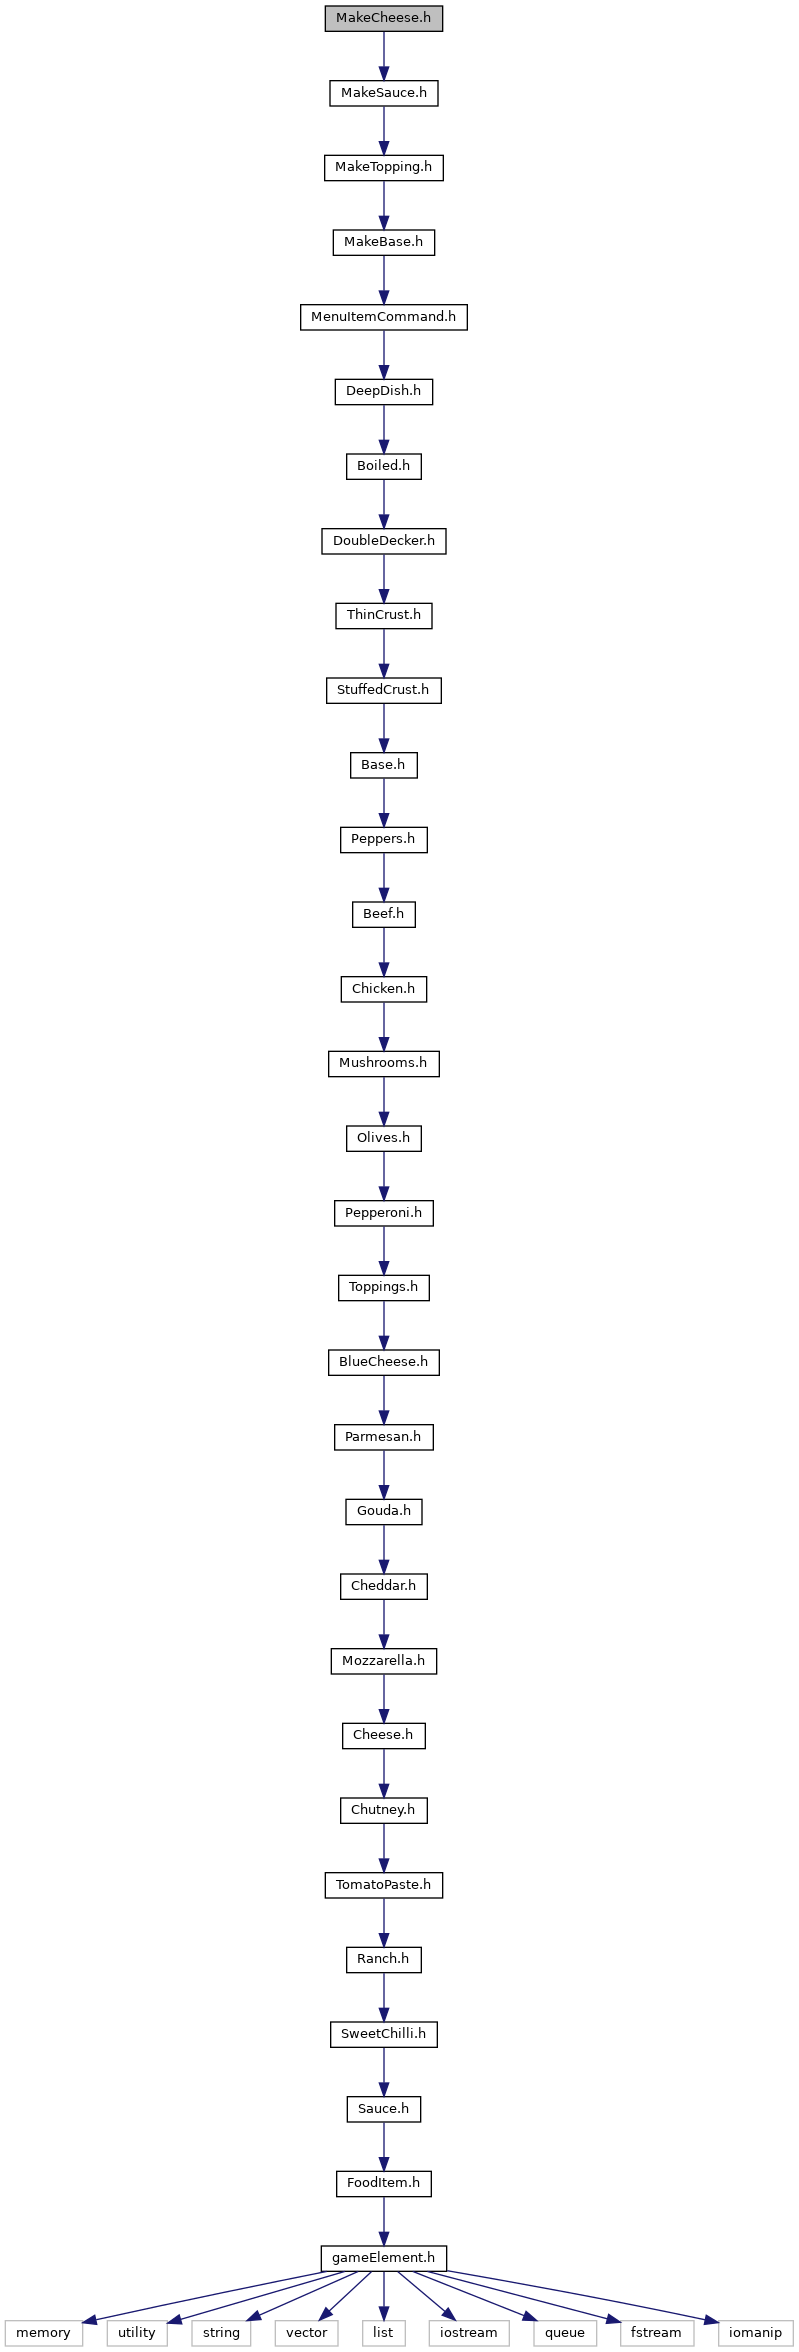 MakeCheese.h
MakeSauce.h
MakeTopping.h
MakeBase.h
MenuItemCommand.h
DeepDish.h
Boiled.h
DoubleDecker.h
ThinCrust.h
StuffedCrust.h
Base.h
Peppers.h
Beef.h
Chicken.h
Mushrooms.h
Olives.h
Pepperoni.h
Toppings.h
BlueCheese.h
Parmesan.h
Gouda.h
Cheddar.h
Mozzarella.h
Cheese.h
Chutney.h
TomatoPaste.h
Ranch.h
SweetChilli.h
Sauce.h
FoodItem.h
gameElement.h
memory utility string vector list iostream queue fstream iomanip